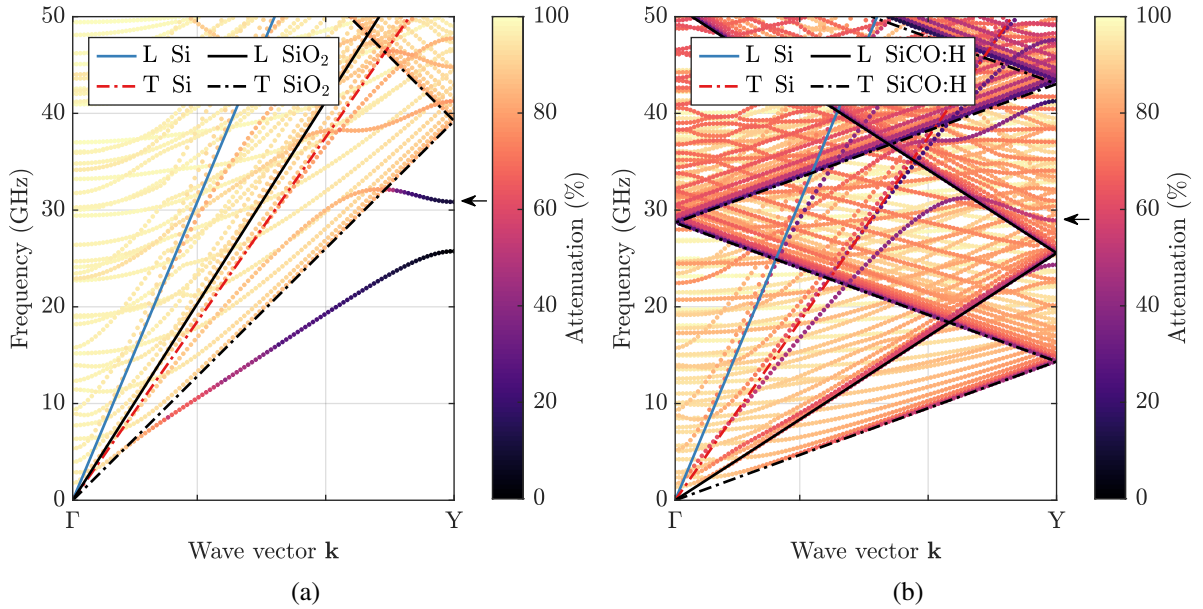 50
40
30
20
10
0
Frequency (GHz)
L Si
L SiO₂
T Si
T SiO₂
Γ
Y
Wave vector k
100
80
60
40
20
0
Attenuation (%)
(a)
50
40
30
20
10
0
Frequency (GHz)
L Si
L SiCO:H
T Si
T SiCO:H
Γ
Y
Wave vector k
100
80
60
40
20
0
Attenuation (%)
(b)